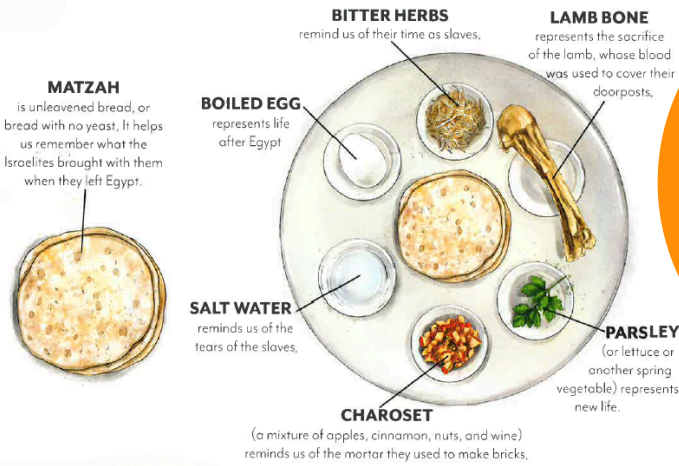 BITTER HERBS
remind us of their time as slaves.
LAMB BONE
represents the sacrifice
of the lamb, whose blood
was used to cover their
doorposts.
MATZAH
is unleavened bread, or
bread with no yeast. It helps
us remember what the
Israelites brought with them
when they left Egypt.
BOILED EGG
represents life
after Egypt
SALT WATER
reminds us of the
tears of the slaves.
PARSLEY
(or lettuce or
another spring
vegetable) represents
new life.
CHAROSET
(a mixture of apples, cinnamon, nuts, and wine)
reminds us of the mortar they used to make bricks.